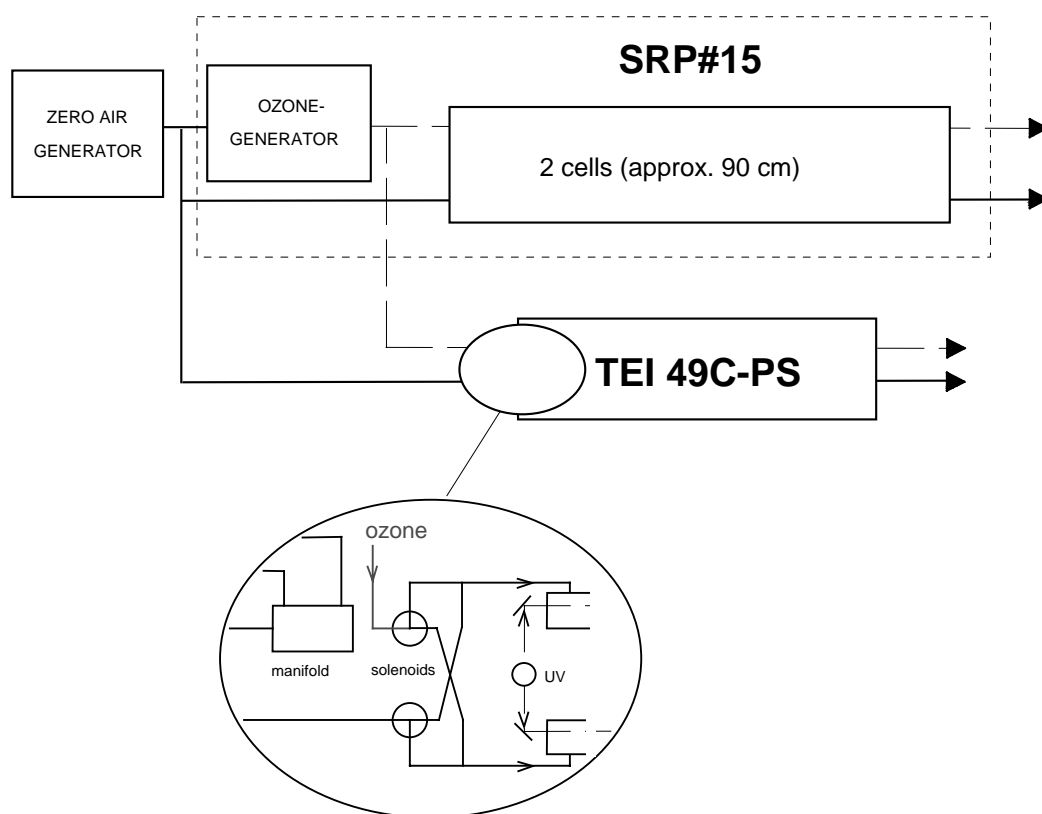 SRP#15
ZERO AIR
GENERATOR
OZONE-
GENERATOR
2 cells (approx. 90 cm)
TEI 49C-PS
ozone
manifold
solenoids
UV